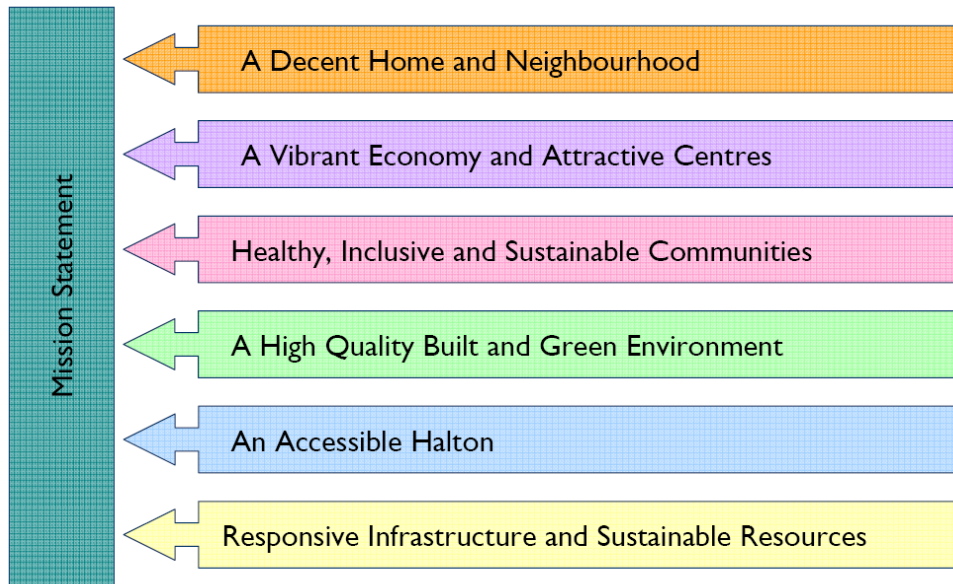 Mission Statement
A Decent Home and Neighbourhood
A Vibrant Economy and Attractive Centres
Healthy, Inclusive and Sustainable Communities
A High Quality Built and Green Environment
An Accessible Halton
Responsive Infrastructure and Sustainable Resources